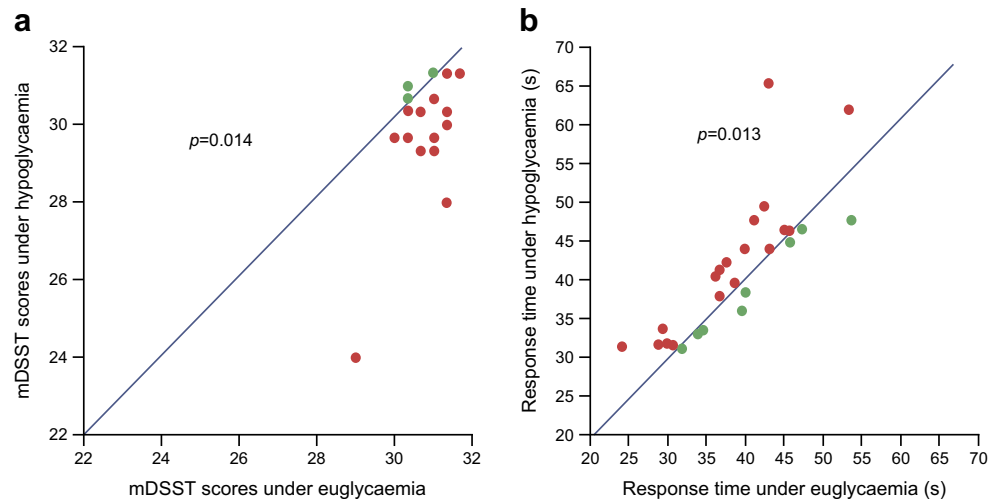 a
mDSST scores under hypoglycaemia
32
30
28
26
24
22
p=0.014
22 24 26 28 30 32
mDSST scores under euglycaemia
b
Response time under hypoglycaemia (s)
70
65
60
55
50
45
40
35
30
25
20
p=0.013
20 25 30 35 40 45 50 55 60 65 70
Response time under euglycaemia (s)